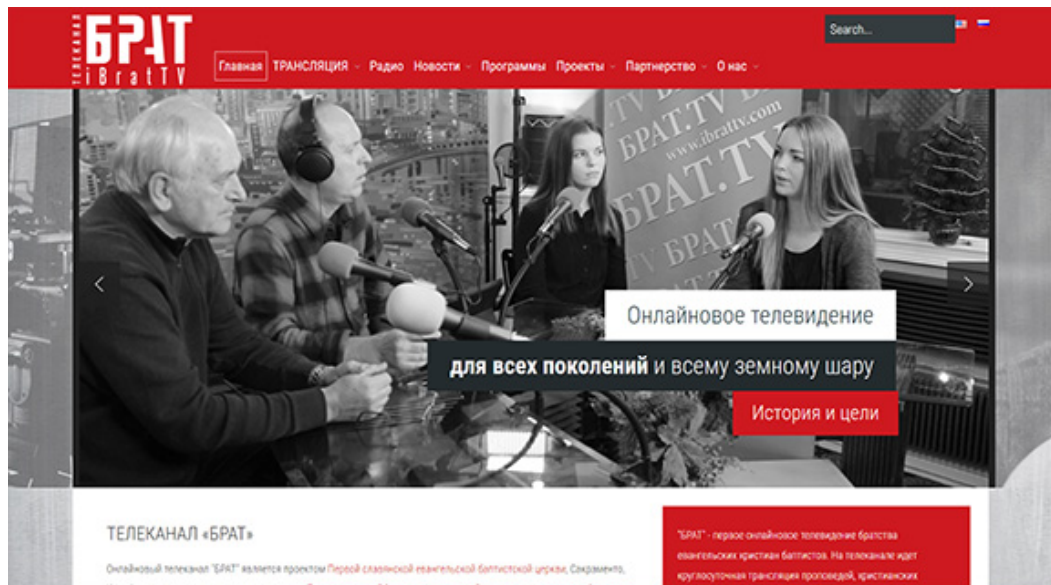 ТЕЛЕКАНАЛ
БРАТ
iBratTV
Search...
Главная ТРАНСЛЯЦИЯ Радио Новости Программы Проекты Партнерство О нас
БРАТ.TV
www.ibrattv.com
БРАТ.TV
Онлайновое телевидение
для всех поколений и всему земному шару
История и цели
ТЕЛЕКАНАЛ «БРАТ»
Онлайновый телеканал "БРАТ" является проектом Первой славянской евангельской баптистской церкви, Сакраменто,
"БРАТ" - первое онлайновое телевидение братства
евангельских христиан баптистов. На телеканале идет
круглосуточная трансляция проповедей, христианских